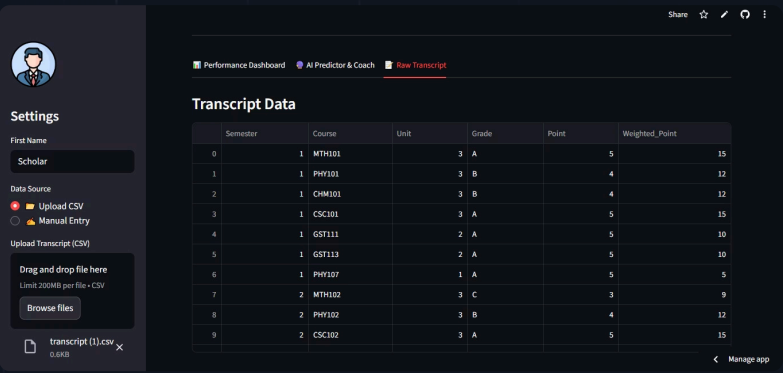 Share
📊 Performance Dashboard 🔮 AI Predictor & Coach 📝 Raw Transcript
Settings
First Name
Scholar
Data Source
📂 Upload CSV
✍️ Manual Entry
Upload Transcript (CSV)
Drag and drop file here
Limit 200MB per file • CSV
Browse files
transcript (1).csv
0.6KB
Transcript Data
Semester Course Unit Grade Point Weighted_Point
0 1 MTH101 3 A 5 15
1 1 PHY101 3 B 4 12
2 1 CHM101 3 B 4 12
3 1 CSC101 3 A 5 15
4 1 GST111 2 A 5 10
5 1 GST113 2 A 5 10
6 1 PHY107 1 A 5 5
7 2 MTH102 3 C 3 9
8 2 PHY102 3 B 4 12
9 2 CSC102 3 A 5 15
Manage app